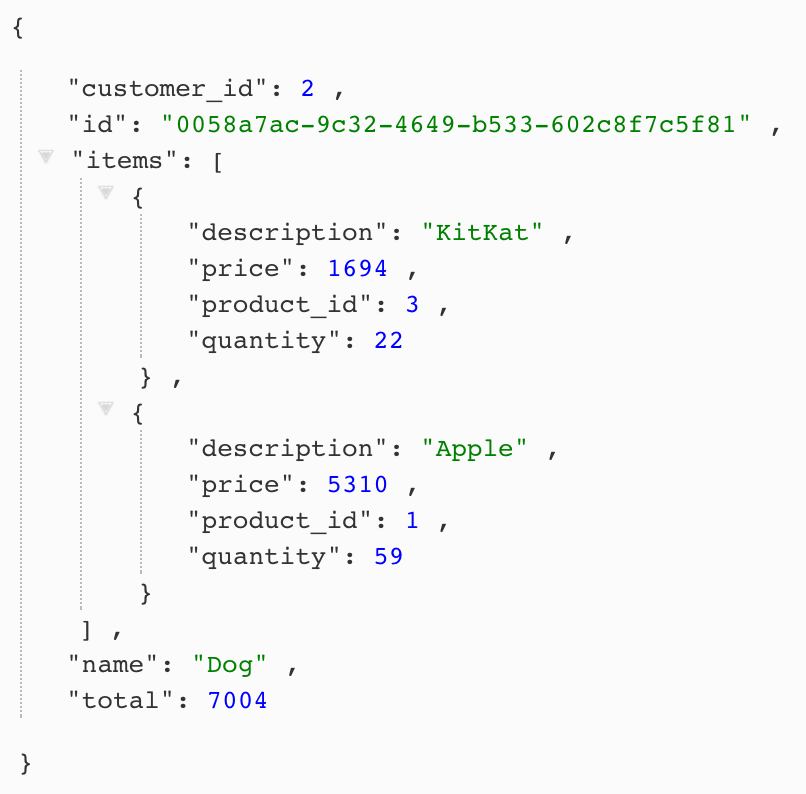 {
"customer_id": 2 ,
"id": "0058a7ac-9c32-4649-b533-602c8f7c5f81" ,
"items": [
{
"description": "KitKat" ,
"price": 1694 ,
"product_id": 3 ,
"quantity": 22
} ,
{
"description": "Apple" ,
"price": 5310 ,
"product_id": 1 ,
"quantity": 59
}
] ,
"name": "Dog" ,
"total": 7004
}